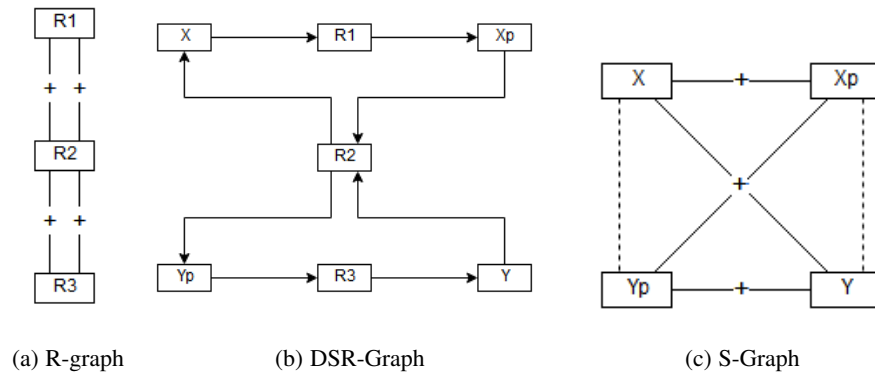 R1
+ +
R2
+ +
R3
X R1 Xp
R2
Yp R3 Y
X + Xp
+
Yp + Y
(a) R-graph (b) DSR-Graph (c) S-Graph